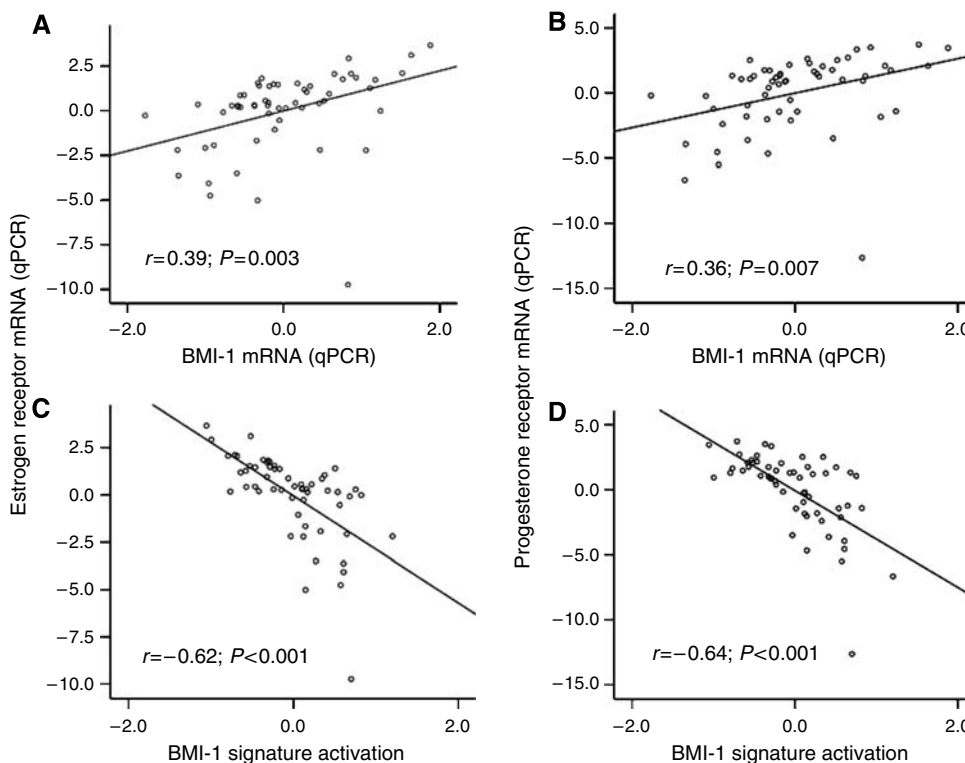 A
Estrogen receptor mRNA (qPCR)
2.5
0.0
−2.5
−5.0
−7.5
−10.0
r=0.39; P=0.003
−2.0
0.0
2.0
BMI-1 mRNA (qPCR)
B
Progesterone receptor mRNA (qPCR)
5.0
0.0
−5.0
−10.0
−15.0
r=0.36; P=0.007
−2.0
0.0
2.0
BMI-1 mRNA (qPCR)
C
2.5
0.0
−2.5
−5.0
−7.5
−10.0
r=−0.62; P<0.001
−2.0
0.0
2.0
BMI-1 signature activation
D
5.0
0.0
−5.0
−10.0
−15.0
r=−0.64; P<0.001
−2.0
0.0
2.0
BMI-1 signature activation